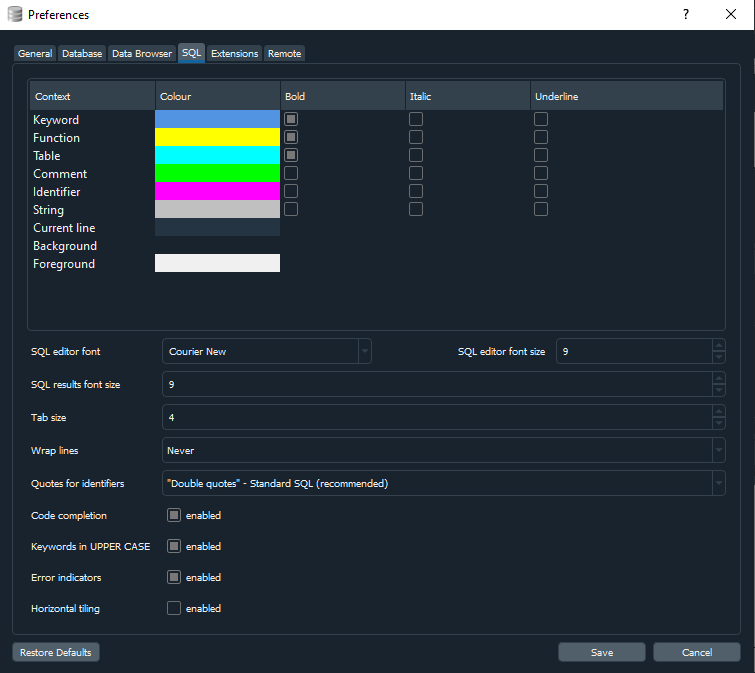 Preferences ?
General Database Data Browser SQL Extensions Remote
Context Colour Bold Italic Underline
Keyword
Function
Table
Comment
Identifier
String
Current line
Background
Foreground
SQL editor font Courier New SQL editor font size 9
SQL results font size 9
Tab size 4
Wrap lines Never
Quotes for identifiers "Double quotes" - Standard SQL (recommended)
Code completion enabled
Keywords in UPPER CASE enabled
Error indicators enabled
Horizontal tiling enabled
Restore Defaults Save Cancel